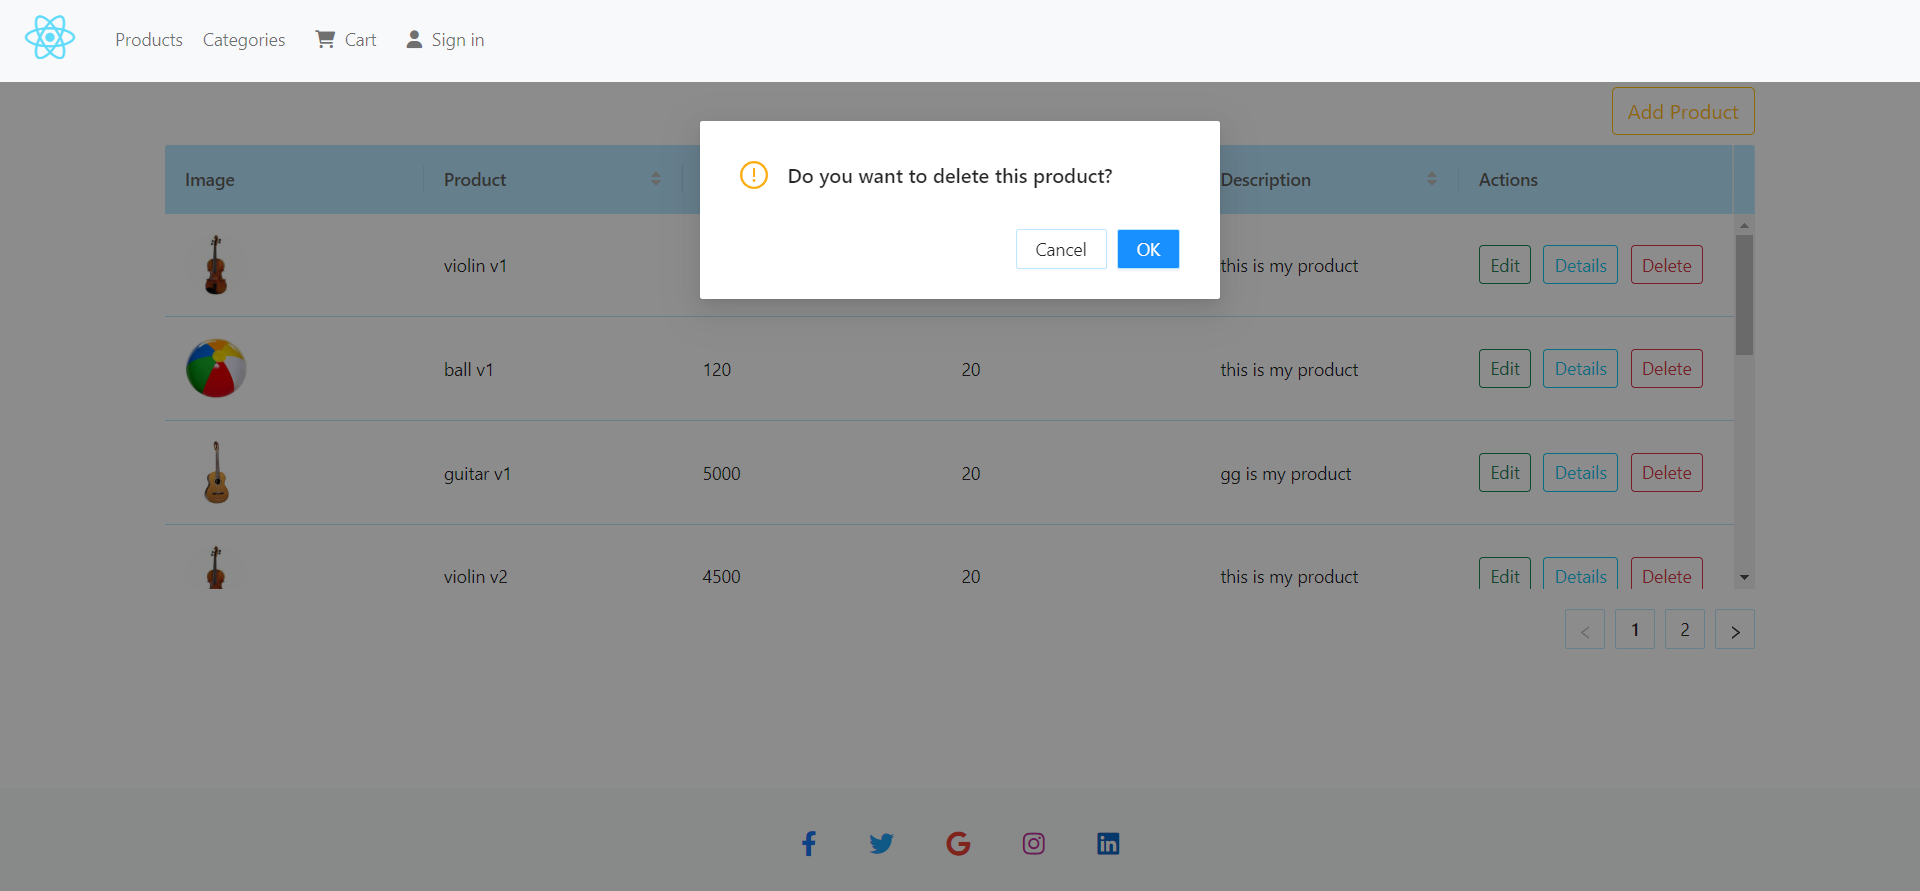 Products Categories Cart Sign in
Add Product
Do you want to delete this product?
Cancel OK
Image Product Description Actions
violin v1 this is my product Edit Details Delete
ball v1 120 20 this is my product Edit Details Delete
guitar v1 5000 20 gg is my product Edit Details Delete
violin v2 4500 20 this is my product Edit Details Delete
< 1 2 >